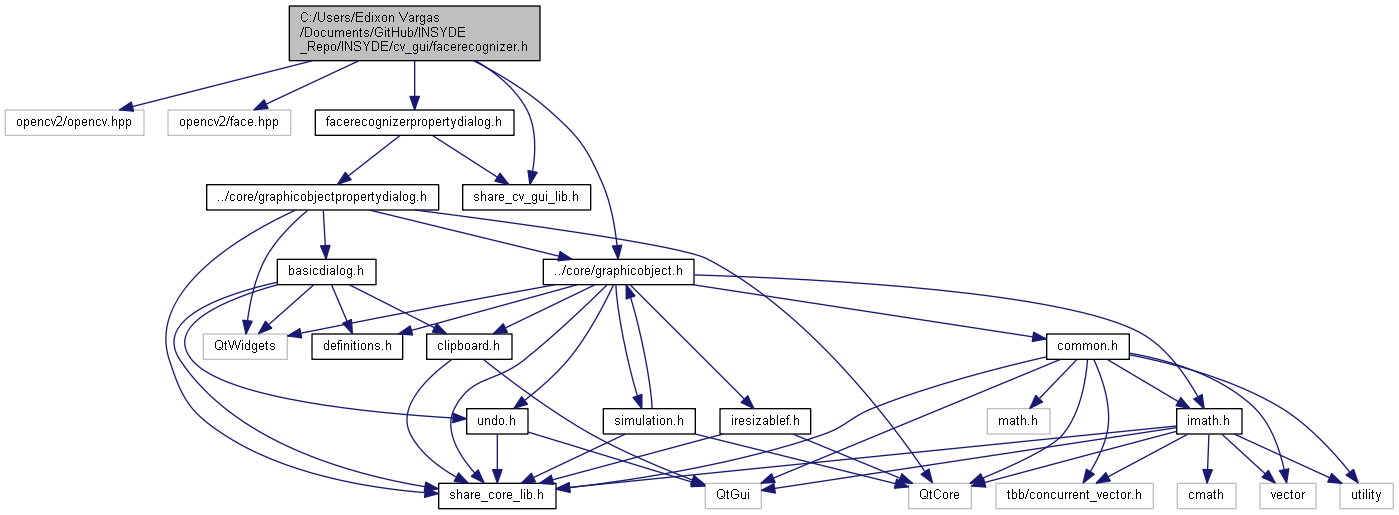 C:/Users/Edixon Vargas
/Documents/GitHub/INSYDE
_Repo/INSYDE/cv_gui/facerecognizer.h
opencv2/opencv.hpp
opencv2/face.hpp
facerecognizerpropertydialog.h
../core/graphicobjectpropertydialog.h
share_cv_gui_lib.h
basicdialog.h
../core/graphicobject.h
QtWidgets
definitions.h
clipboard.h
common.h
undo.h
simulation.h
iresizablef.h
math.h
imath.h
share_core_lib.h
QtGui
QtCore
tbb/concurrent_vector.h
cmath
vector
utility